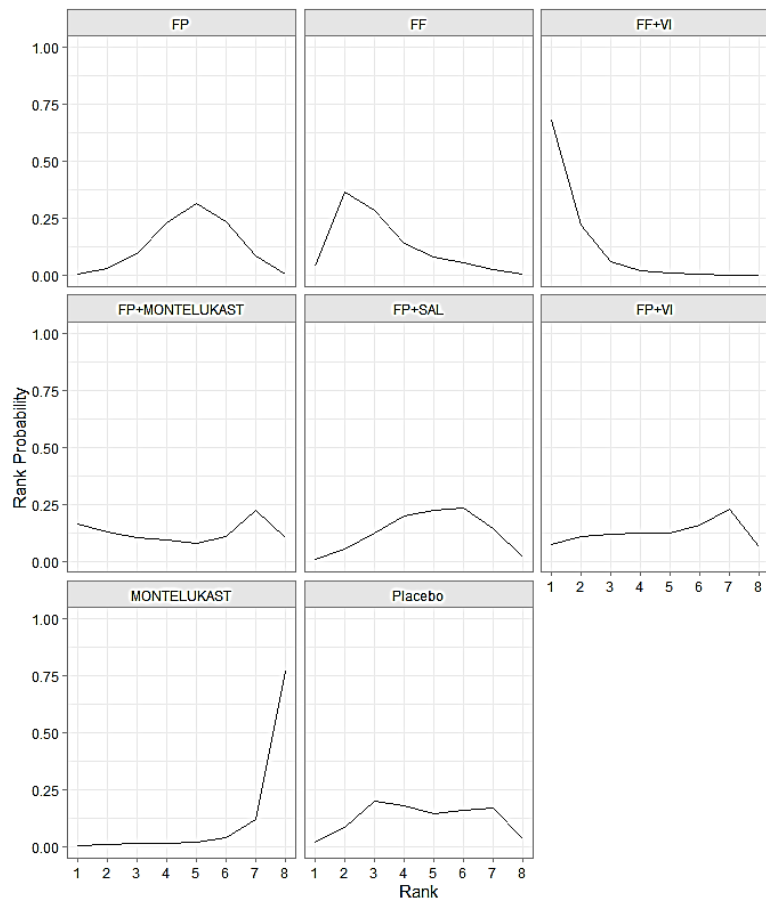 FP FF FF+VI
1.00
0.75
0.50
0.25
0.00
FP+MONTELUKAST FP+SAL FP+VI
Rank Probability
1.00
0.75
0.50
0.25
0.00
1 2 3 4 5 6 7 8
MONTELUKAST Placebo
1.00
0.75
0.50
0.25
0.00
1 2 3 4 5 6 7 8 1 2 3 4 5 6 7 8
Rank